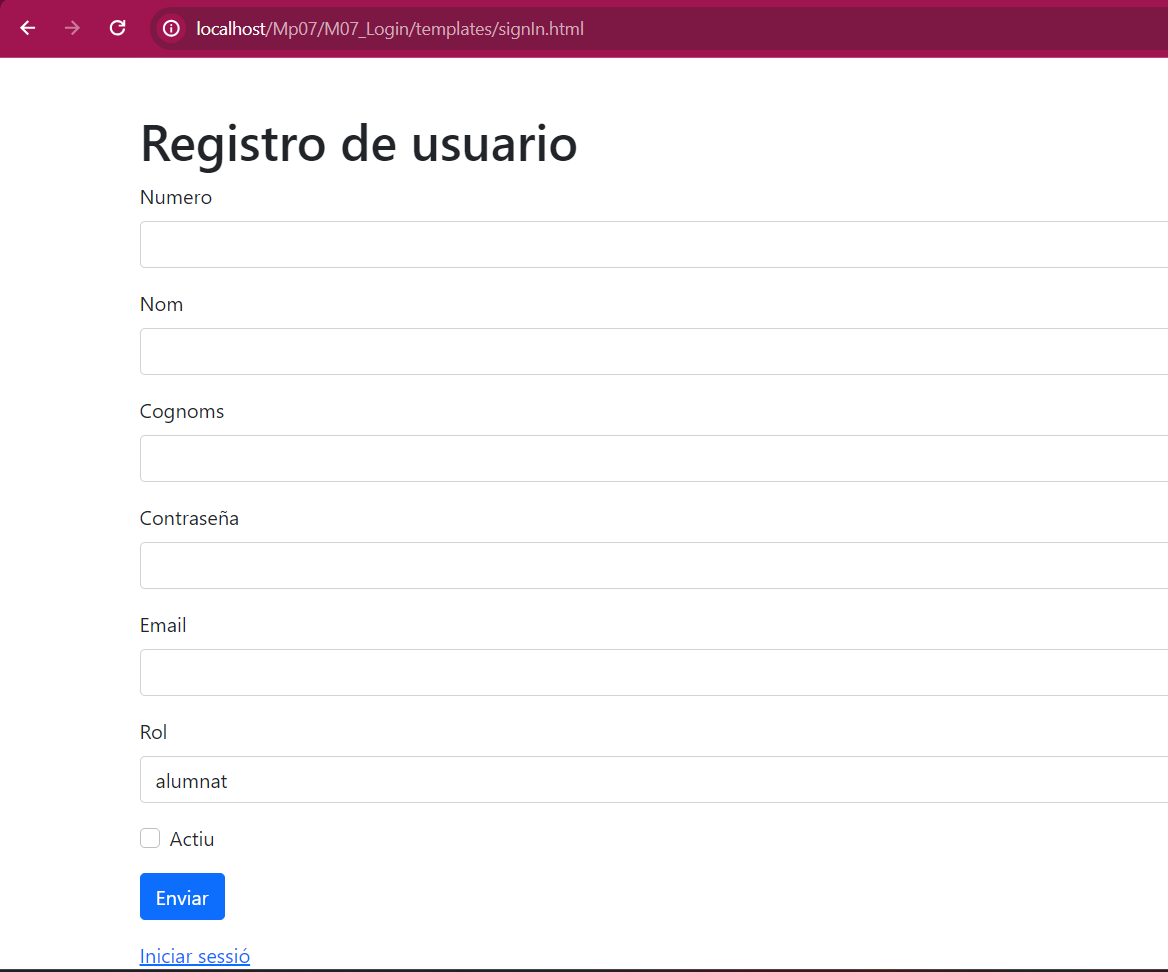 localhost/Mp07/M07_Login/templates/signIn.html
Registro de usuario
Numero
Nom
Cognoms
Contraseña
Email
Rol
alumnat
Actiu
Enviar
Iniciar sessió